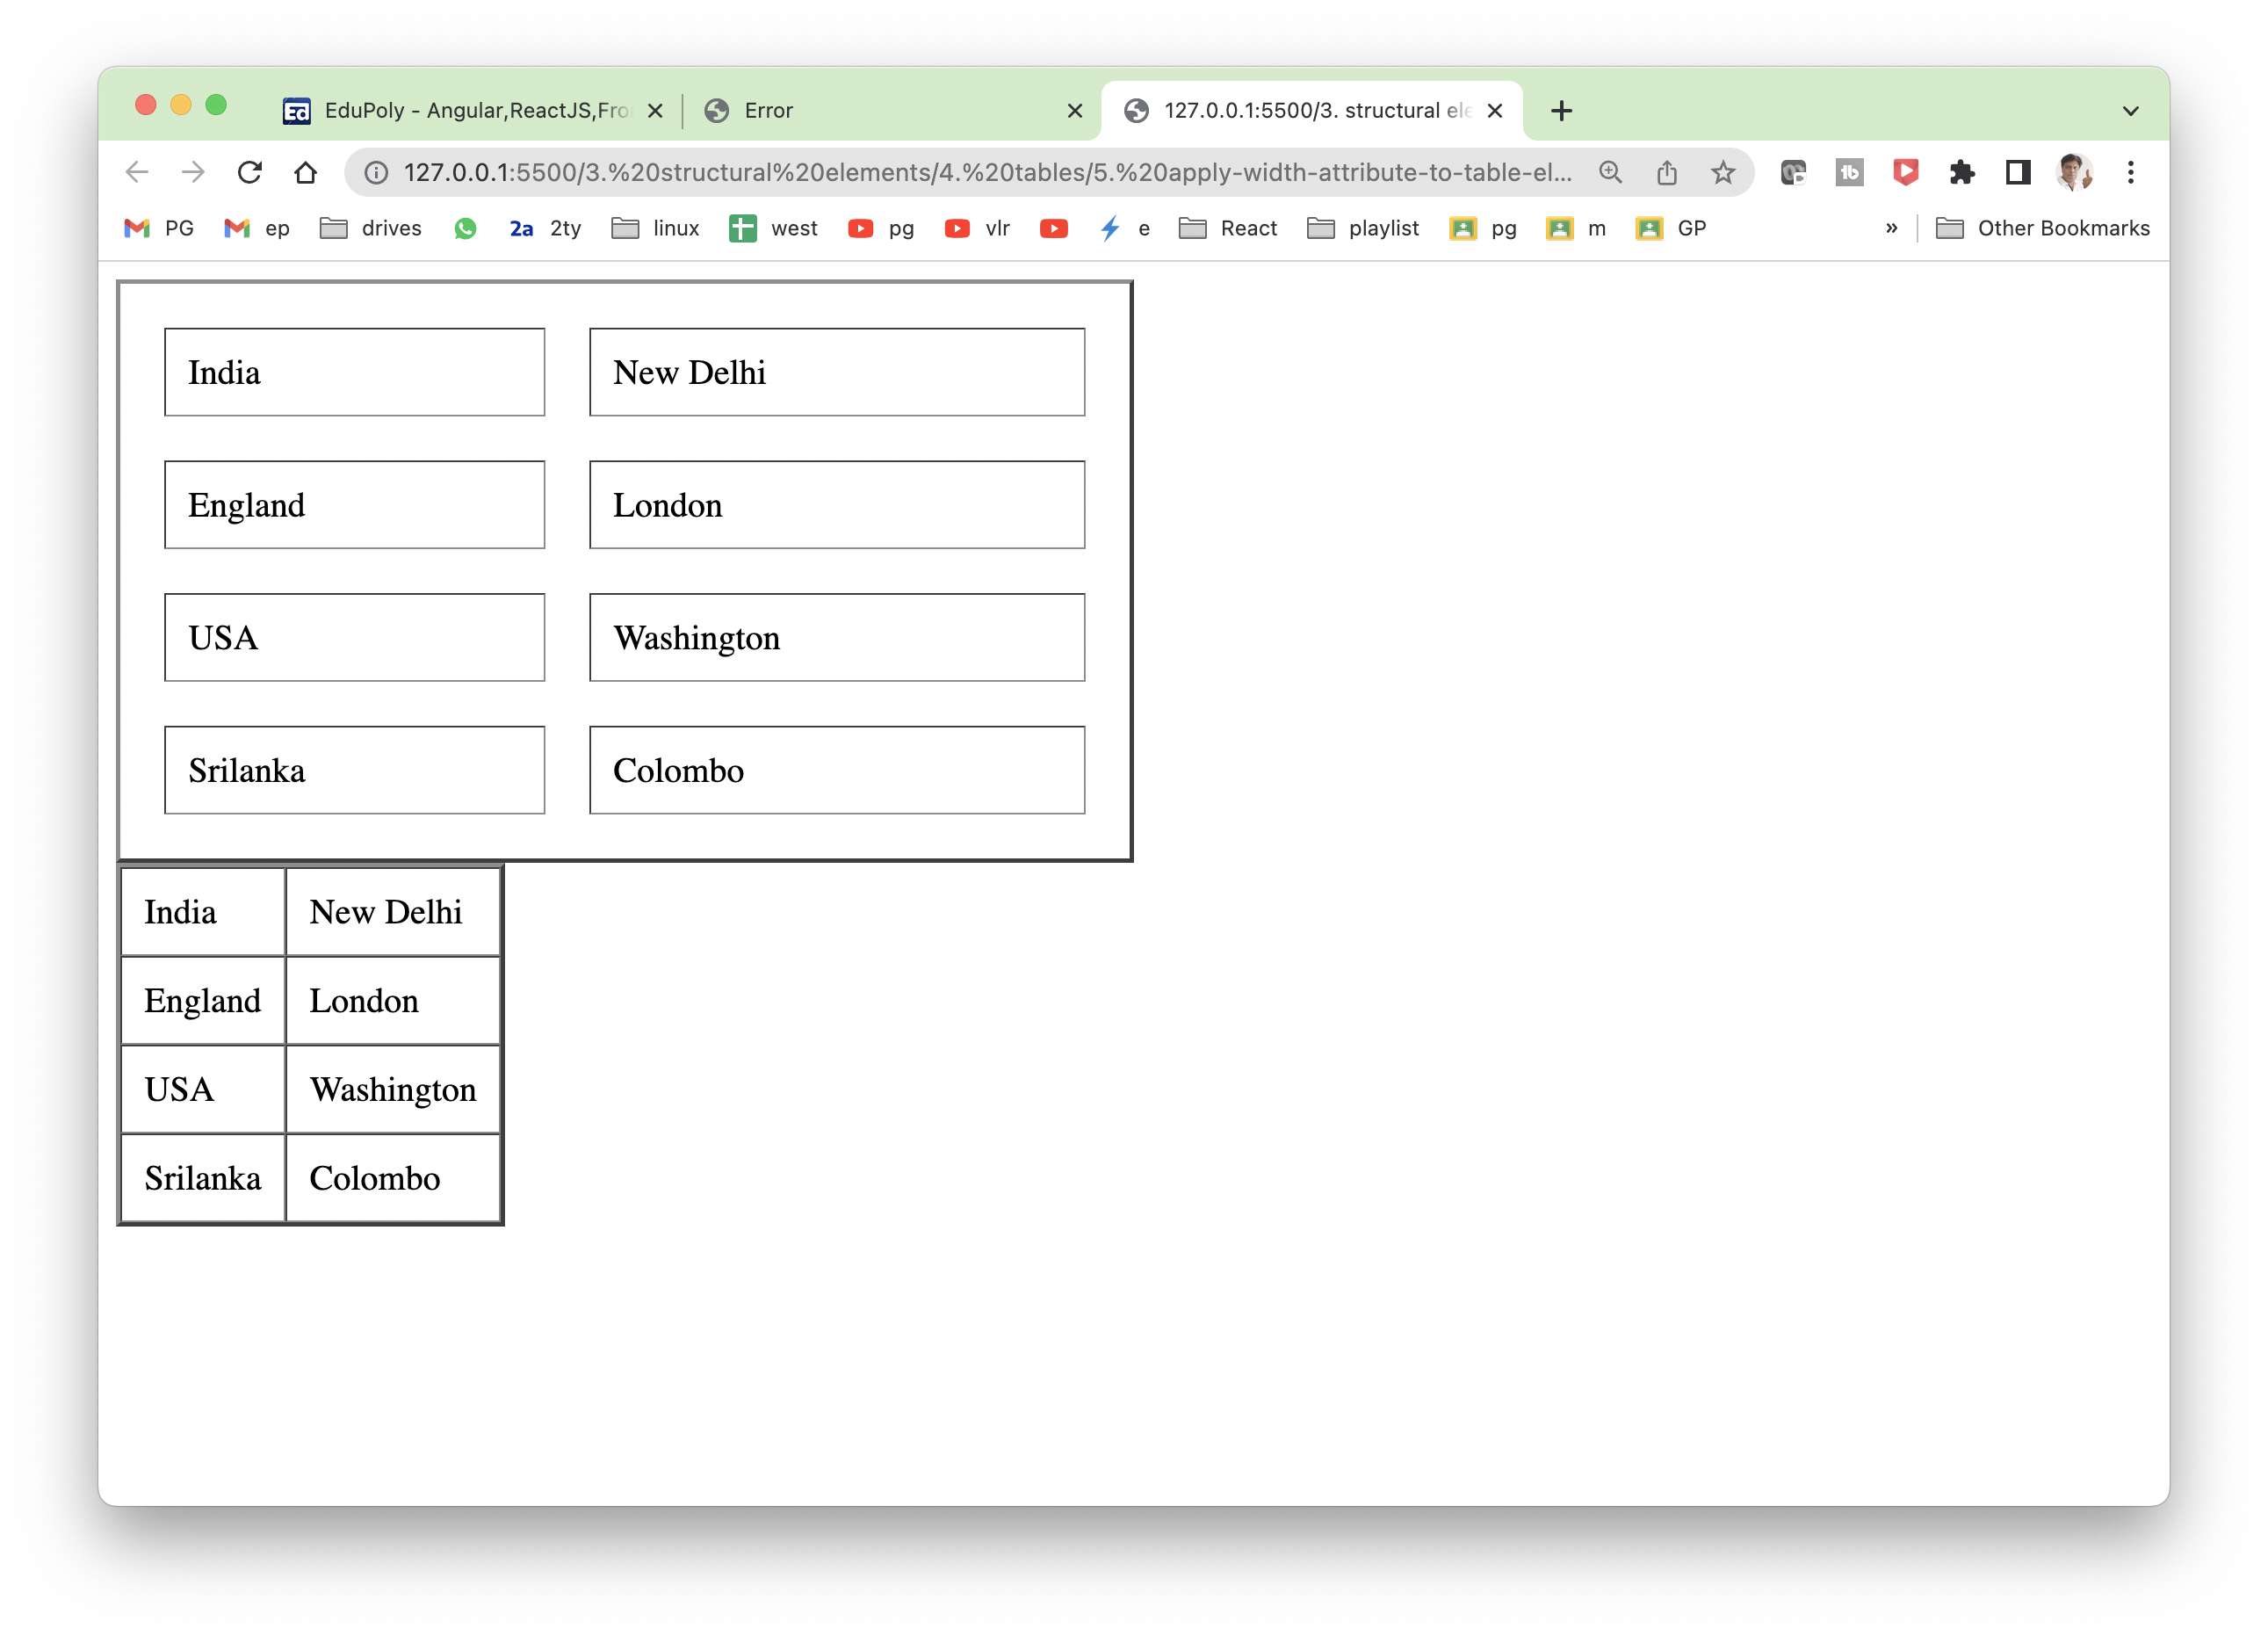 EduPoly - Angular,ReactJS,Fro
Error
127.0.0.1:5500/3. structural ele
127.0.0.1:5500/3.%20structural%20elements/4.%20tables/5.%20apply-width-attribute-to-table-el...
PG ep drives 2a 2ty linux west pg vlr e React playlist pg m GP » Other Bookmarks
India New Delhi
England London
USA Washington
Srilanka Colombo
India New Delhi
England London
USA Washington
Srilanka Colombo